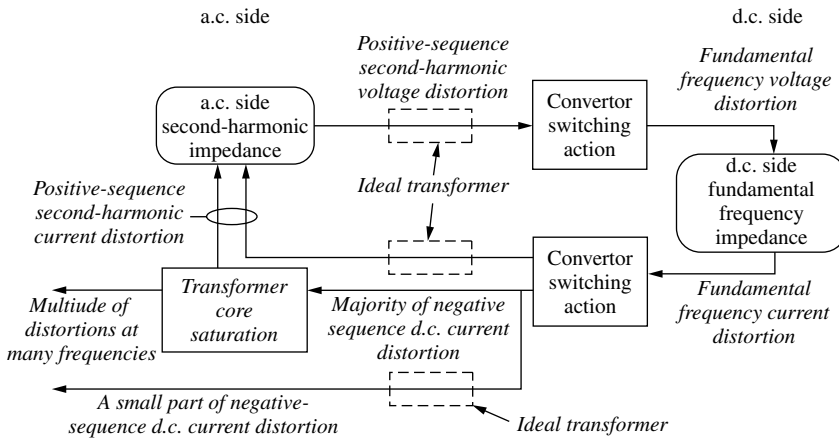 a.c. side
d.c. side
Positive-sequence
second-harmonic
voltage distortion
Fundamental
frequency voltage
distortion
a.c. side
second-harmonic
impedance
Convertor
switching
action
Ideal transformer
d.c. side
fundamental
frequency
impedance
Positive-sequence
second-harmonic
current distortion
Transformer
core
saturation
Convertor
switching
action
Multiude of
distortions at
many frequencies
Majority of negative
sequence d.c. current
distortion
Fundamental
frequency current
distortion
A small part of negative-
sequence d.c. current distortion
Ideal transformer